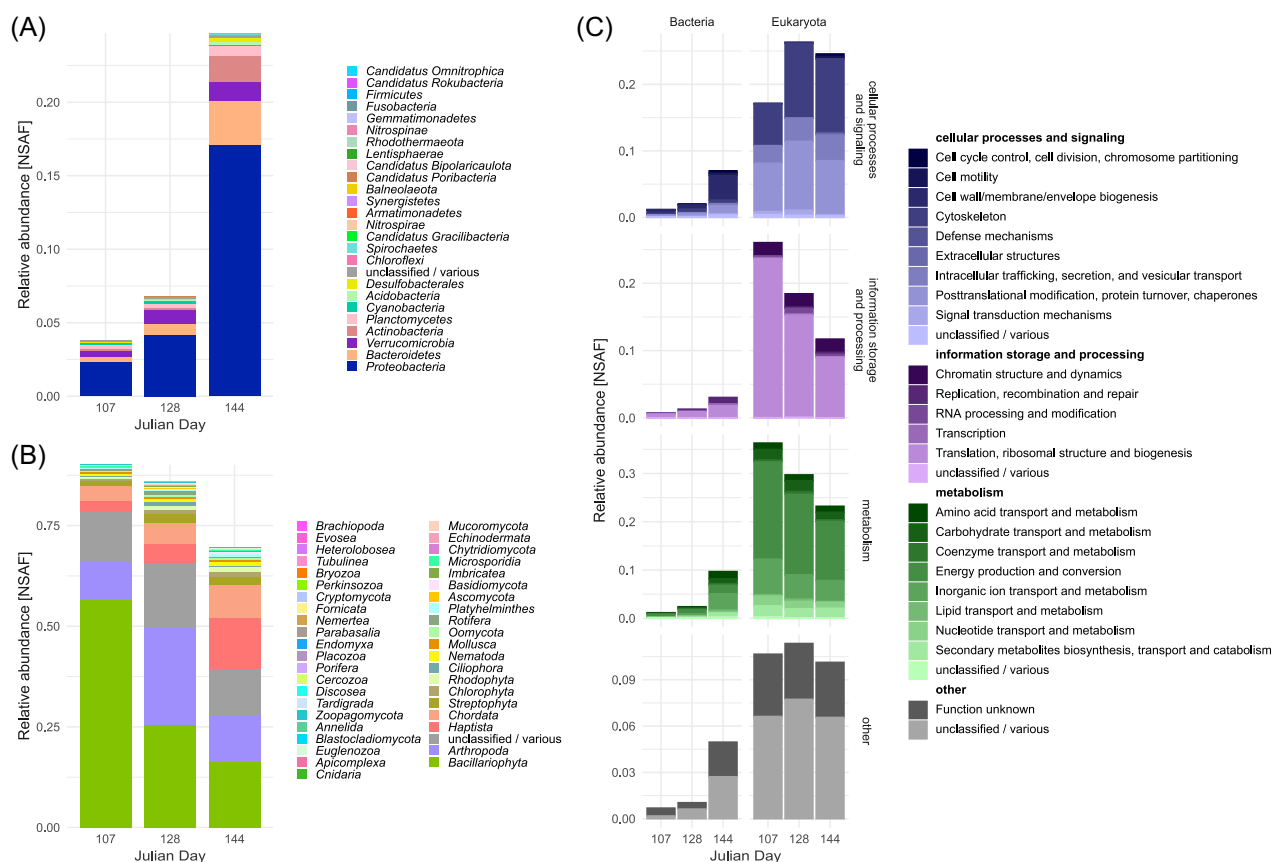 (A)
Relative abundance [NSAF]
0.20
0.15
0.10
0.05
0.00
107
128
144
Julian Day
Candidatus Omnitrophica
Candidatus Rokubacteria
Firmicutes
Fusobacteria
Gemmatimonadetes
Nitrospinae
Rhodothermaeota
Lentisphaerae
Candidatus Bipolaricaulota
Candidatus Poribacteria
Balneolaeota
Synergistetes
Armatimonadetes
Nitrospirae
Candidatus Gracilibacteria
Spirochaetes
Chloroflexi
unclassified / various
Desulfobacterales
Acidobacteria
Cyanobacteria
Planctomycetes
Actinobacteria
Verrucomicrobia
Bacteroidetes
Proteobacteria
(B)
Relative abundance [NSAF]
0.75
0.50
0.25
0.00
107
128
144
Julian Day
Brachiopoda
Evosea
Heterolobosea
Tubulinea
Bryozoa
Perkinsozoa
Cryptomycota
Fornicata
Nemertea
Parabasalia
Endomyxa
Placozoa
Porifera
Cercozoa
Discosea
Tardigrada
Zoopagomycota
Annelida
Blastocladiomycota
Euglenozoa
Apicomplexa
Cnidaria
Mucoromycota
Echinodermata
Chytridiomycota
Microsporidia
Imbricatea
Basidiomycota
Ascomycota
Platyhelminthes
Rotifera
Oomycota
Mollusca
Nematoda
Ciliophora
Rhodophyta
Chlorophyta
Streptophyta
Chordata
Haptista
unclassified / various
Arthropoda
Bacillariophyta
(C)
Bacteria
Eukaryota
Relative abundance [NSAF]
0.2
0.1
0.0
cellular processes
and signaling
0.2
0.1
0.0
information storage
and processing
0.3
0.2
0.1
0.0
metabolism
0.09
0.06
0.03
0.00
other
107
128
144
107
128
144
Julian Day
cellular processes and signaling
Cell cycle control, cell division, chromosome partitioning
Cell motility
Cell wall/membrane/envelope biogenesis
Cytoskeleton
Defense mechanisms
Extracellular structures
Intracellular trafficking, secretion, and vesicular transport
Posttranslational modification, protein turnover, chaperones
Signal transduction mechanisms
unclassified / various
information storage and processing
Chromatin structure and dynamics
Replication, recombination and repair
RNA processing and modification
Transcription
Translation, ribosomal structure and biogenesis
unclassified / various
metabolism
Amino acid transport and metabolism
Carbohydrate transport and metabolism
Coenzyme transport and metabolism
Energy production and conversion
Inorganic ion transport and metabolism
Lipid transport and metabolism
Nucleotide transport and metabolism
Secondary metabolites biosynthesis, transport and catabolism
unclassified / various
other
Function unknown
unclassified / various